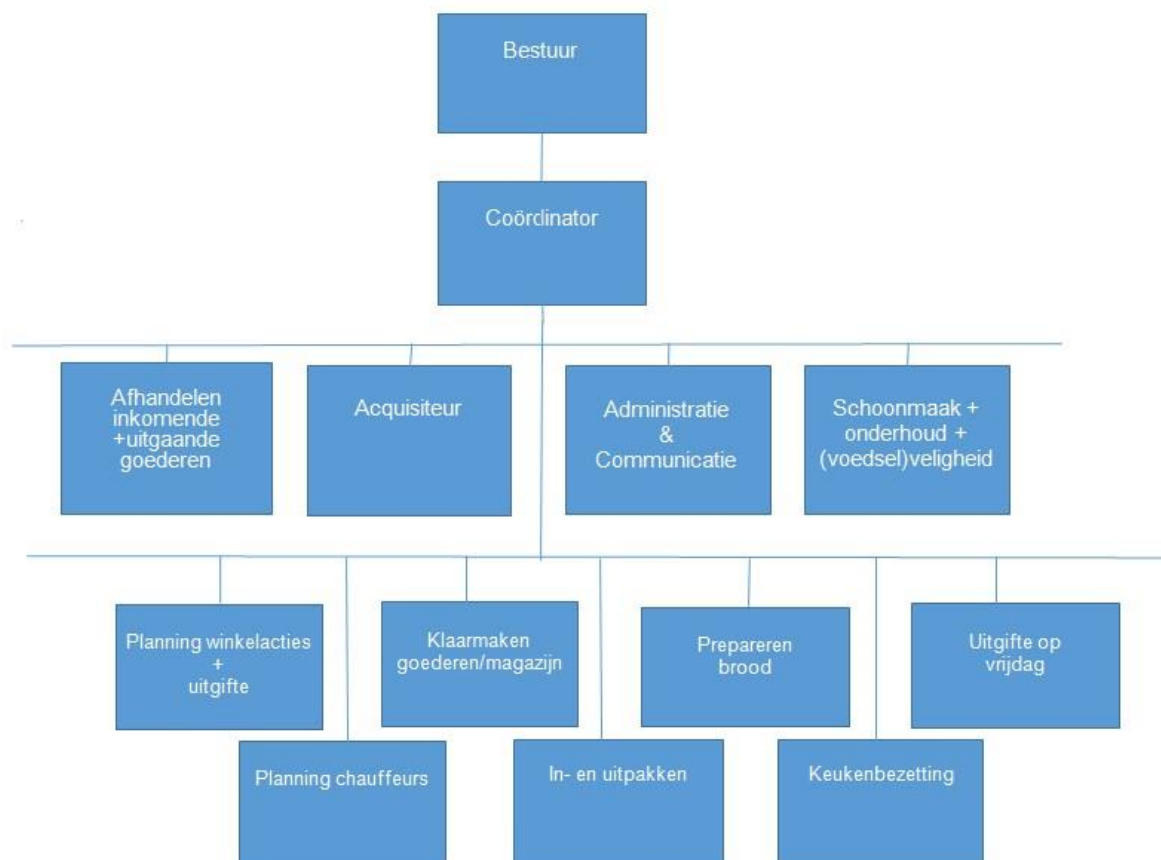 Bestuur
Coördinator
Afhandelen
inkomende
+uitgaande
goederen
Acquisiteur
Administratie
&
Communicatie
Schoonmaak +
onderhoud +
(voedsel)veligheid
Planning winkelacties
+
uitgifte
Klaarmaken
goederen/magazijn
Prepareren
brood
Uitgifte op
vrijdag
Planning chauffeurs
In- en uitpakken
Keukenbezetting